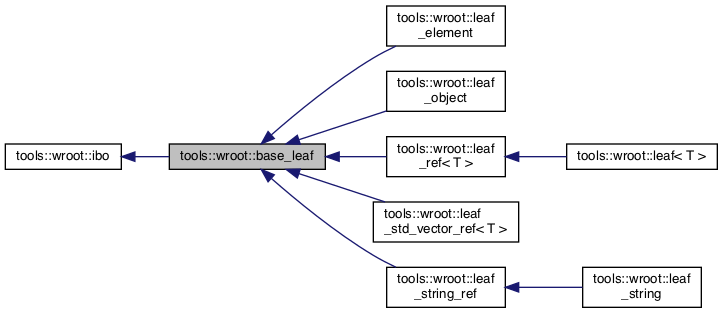 tools::wroot::leaf
_element
tools::wroot::leaf
_object
tools::wroot::ibo
tools::wroot::base_leaf
tools::wroot::leaf
_ref< T >
tools::wroot::leaf< T >
tools::wroot::leaf
_std_vector_ref< T >
tools::wroot::leaf
_string_ref
tools::wroot::leaf
_string